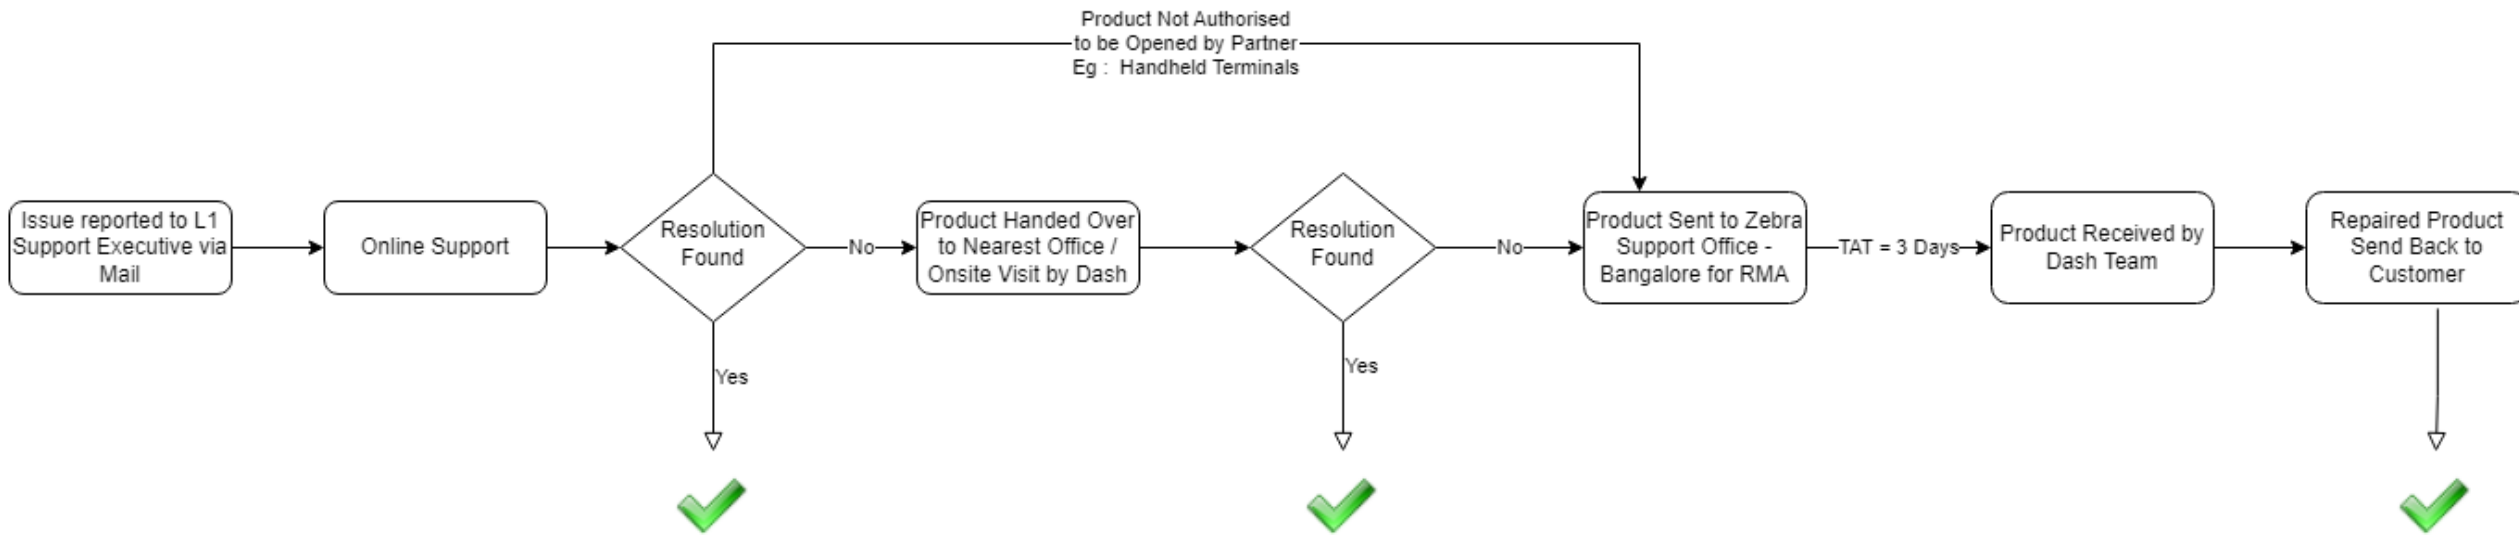 Product Not Authorised
to be Opened by Partner
Eg :  Handheld Terminals
Issue reported to L1
Support Executive via
Mail
Online Support
Resolution
Found
No
Yes
Product Handed Over
to Nearest Office /
Onsite Visit by Dash
Resolution
Found
No
Yes
Product Sent to Zebra
Support Office -
Bangalore for RMA
TAT = 3 Days
Product Received by
Dash Team
Repaired Product
Send Back to
Customer